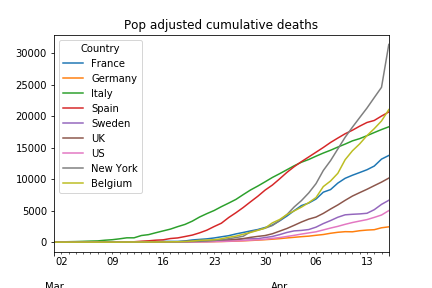 Pop adjusted cumulative deaths
30000
25000
20000
15000
10000
5000
0
Country
France
Germany
Italy
Spain
Sweden
UK
US
New York
Belgium
02 09 16 23 30 06 13
Mar Apr